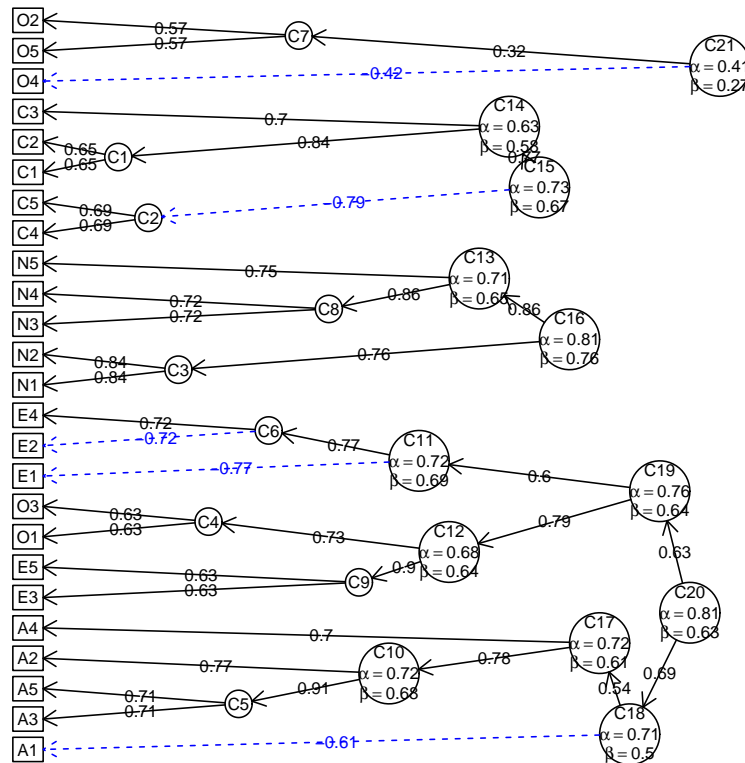 O2
0.57
C7
0.32
C21
O5
0.57
α = 0.41
O4
−0.42
β = 0.27
C3
0.7
C14
α = 0.63
C2
0.65
C1
0.84
β = 0.58
C1
0.65
C15
C5
0.69
C2
−0.79
α = 0.73
C4
0.69
β = 0.67
N5
0.75
C13
α = 0.71
N4
0.72
C8
0.86
β = 0.65
N3
0.72
0.86
C16
α = 0.81
N2
0.84
C3
0.76
β = 0.76
N1
0.84
E4
0.72
C6
0.77
C11
E2
−0.72
α = 0.72
E1
−0.77
β = 0.69
0.6
C19
α = 0.76
O3
0.63
C4
0.73
C12
0.79
β = 0.64
O1
0.63
α = 0.68
E5
0.63
C9
0.9
β = 0.64
0.63
E3
0.63
C20
α = 0.81
A4
0.7
C17
β = 0.63
A2
0.77
C10
0.78
α = 0.72
α = 0.72
β = 0.61
0.69
A5
0.71
C5
0.91
β = 0.68
0.54
A3
0.71
C18
A1
−0.61
α = 0.71
β = 0.5